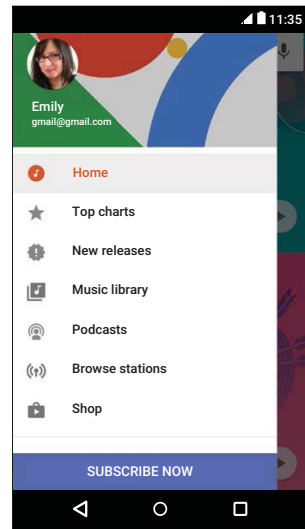 11:35
Emily
gmail@gmail.com
Home
Top charts
New releases
Music library
Podcasts
Browse stations
Shop
SUBSCRIBE NOW